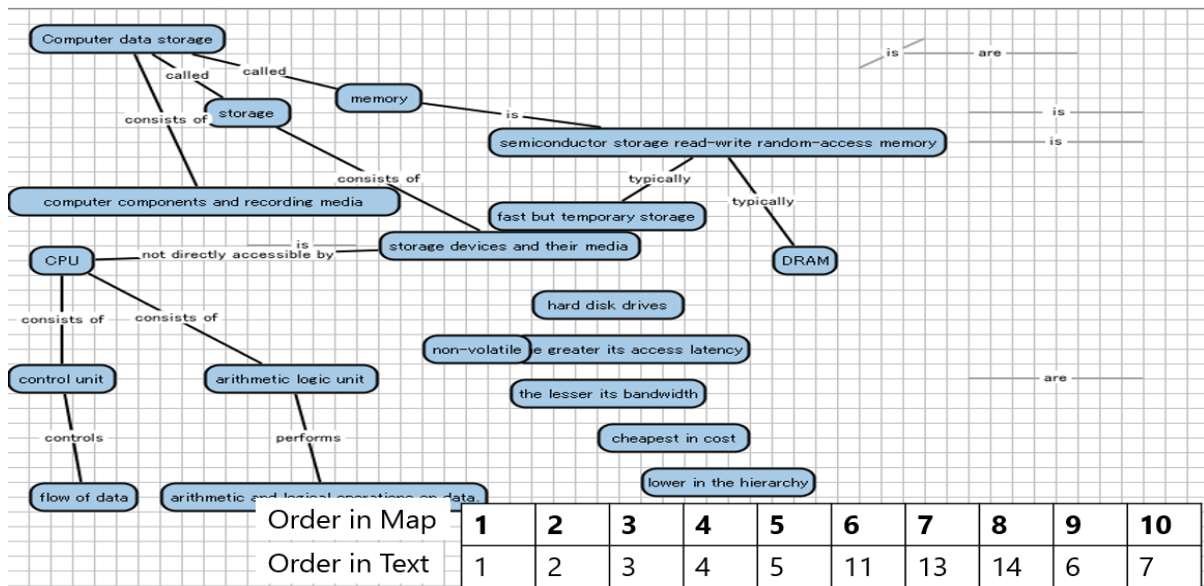 Computer data storage
is
are
called
called
memory
storage
consists of
is
is
semiconductor storage read-write random-access memory
is
consists of
typically
computer components and recording media
typically
fast but temporary storage
is
storage devices and their media
not directly accessible by
CPU
DRAM
hard disk drives
consists of
consists of
non-volatile
greater its access latency
control unit
arithmetic logic unit
are
the lesser its bandwidth
controls
performs
cheapest in cost
lower in the hierarchy
flow of data
arithmetic and logical operations on data.
Order in Map 1 2 3 4 5 6 7 8 9 10
Order in Text 1 2 3 4 5 11 13 14 6 7